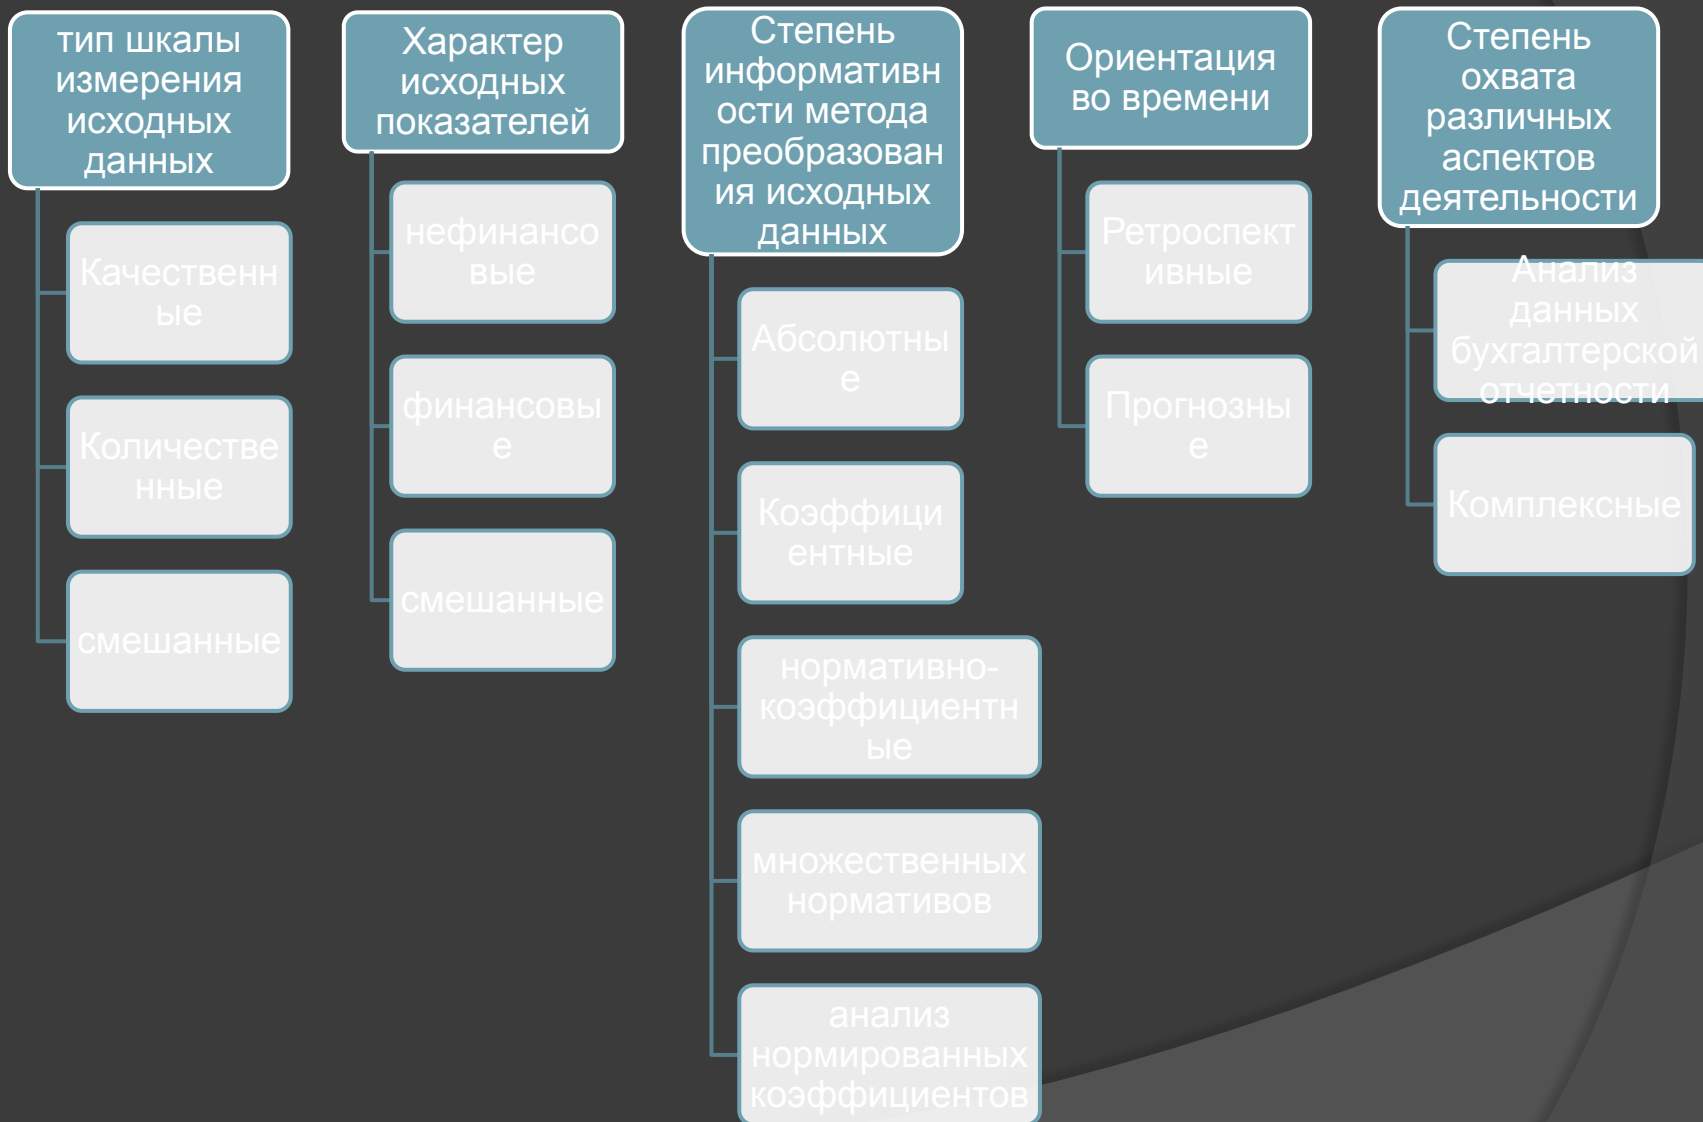 тип шкалы
измерения
исходных
данных
Качественн
ые
Количестве
нные
смешанные
Характер
исходных
показателей
нефинансо
вые
финансовы
е
смешанные
Степень
информативн
ости метода
преобразован
ия исходных
данных
Абсолютны
е
Коэффици
ентные
нормативно-
коэффициентн
ые
множественных
нормативов
анализ
нормированных
коэффициентов
Ориентация
во времени
Ретроспект
ивные
Прогнозны
е
Степень
охвата
различных
аспектов
деятельности
Анализ
данных
бухгалтерской
отчетности
Комплексные